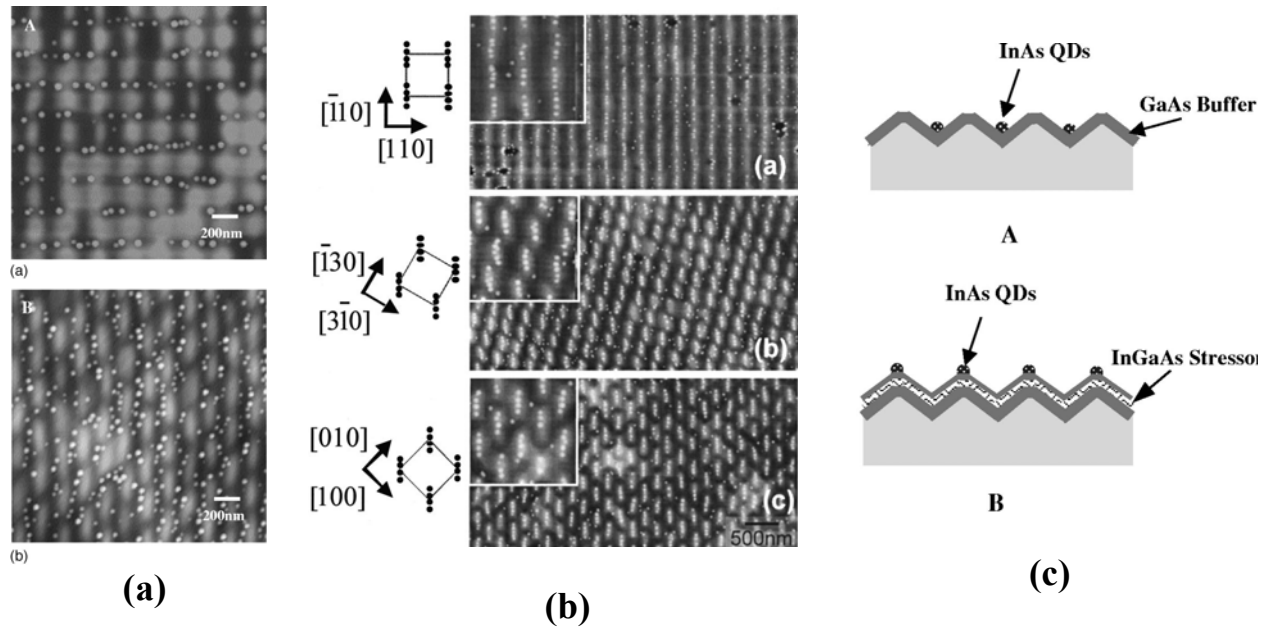 A
200nm
(a)
B
200nm
(b)
(a)
[1̄10]
[110]
(a)
[1̄30]
[31̄0]
(b)
[010]
[100]
(c)
500nm
(b)
InAs QDs
GaAs Buffer
A
InAs QDs
InGaAs Stressor
B
(c)